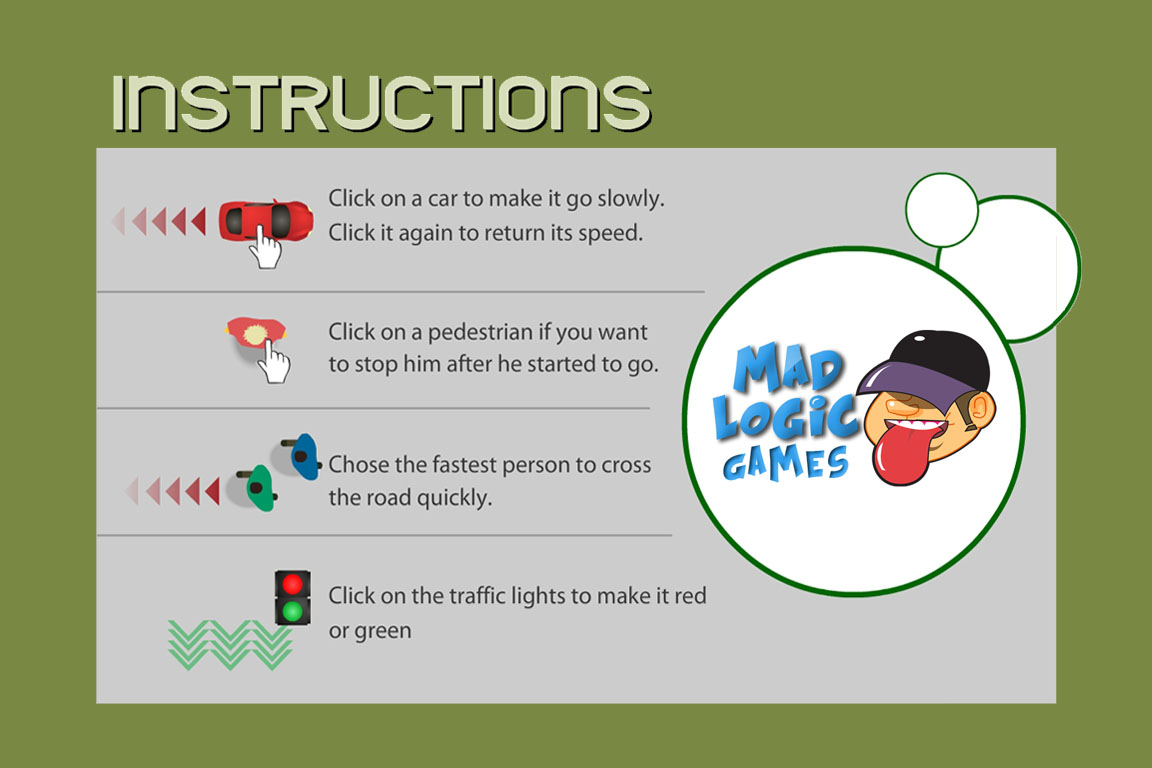 INSTRUCTIONS
Click on a car to make it go slowly.
Click it again to return its speed.
Click on a pedestrian if you want
to stop him after he started to go.
Chose the fastest person to cross
the road quickly.
Click on the traffic lights to make it red
or green
MAD
LOGIC
GAMES